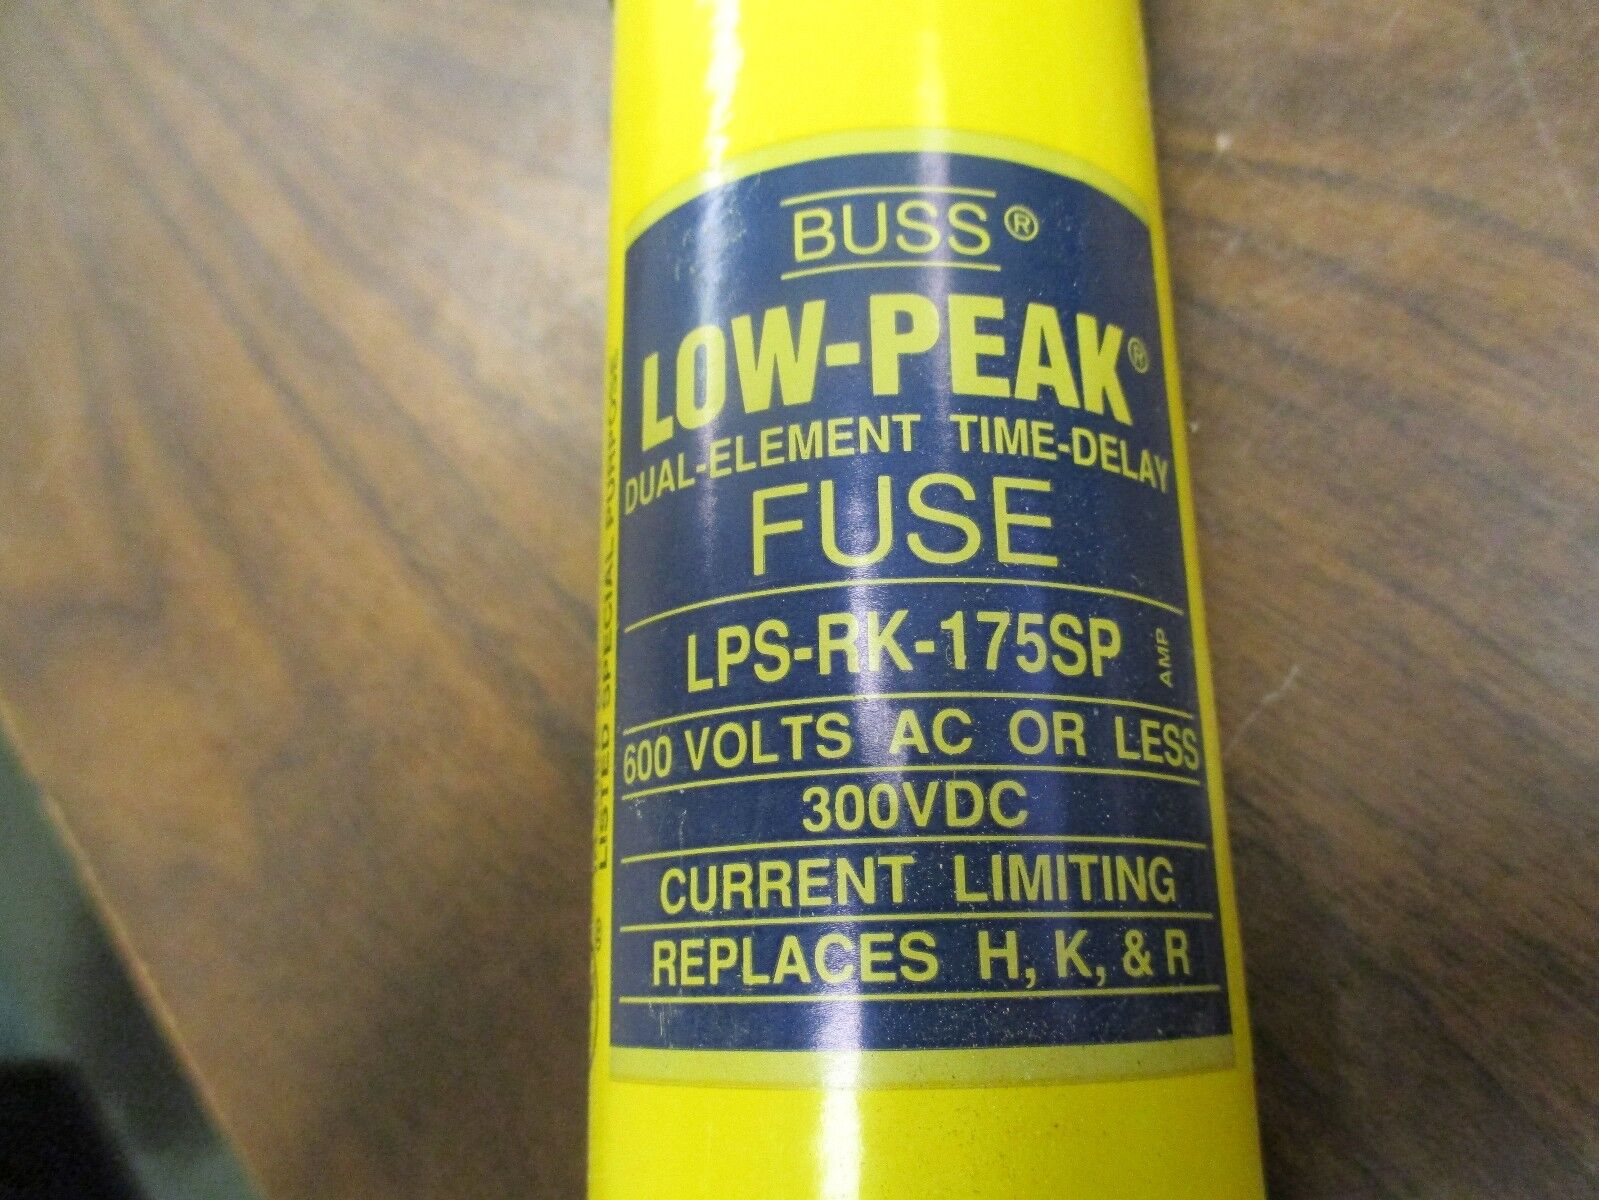 BUSS®
LOW-PEAK®
DUAL-ELEMENT TIME-DELAY
FUSE
LPS-RK-175SP AMP
600 VOLTS AC OR LESS
300VDC
CURRENT LIMITING
REPLACES H, K, & R
LISTED SPECIAL PURPOSE